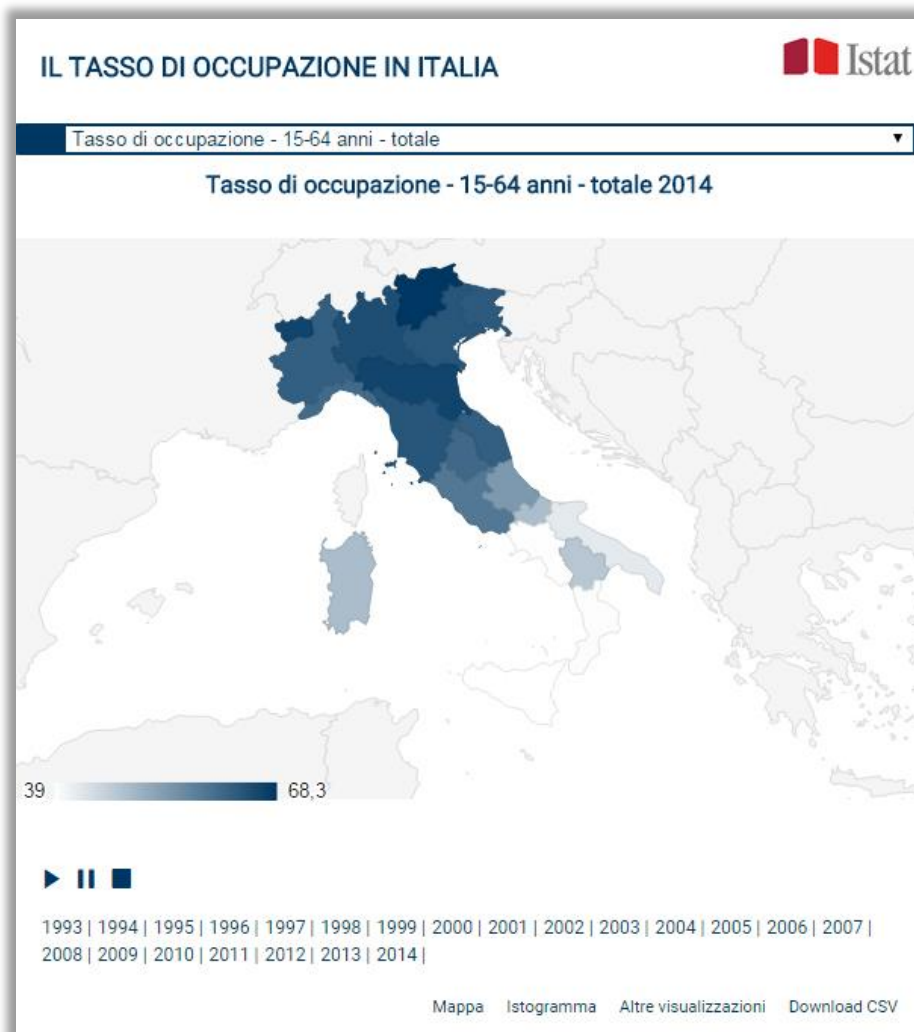 IL TASSO DI OCCUPAZIONE IN ITALIA
Istat
Tasso di occupazione - 15-64 anni - totale
Tasso di occupazione - 15-64 anni - totale 2014
39
68,3
1993 | 1994 | 1995 | 1996 | 1997 | 1998 | 1999 | 2000 | 2001 | 2002 | 2003 | 2004 | 2005 | 2006 | 2007 |
2008 | 2009 | 2010 | 2011 | 2012 | 2013 | 2014 |
Mappa Istogramma Altre visualizzazioni Download CSV